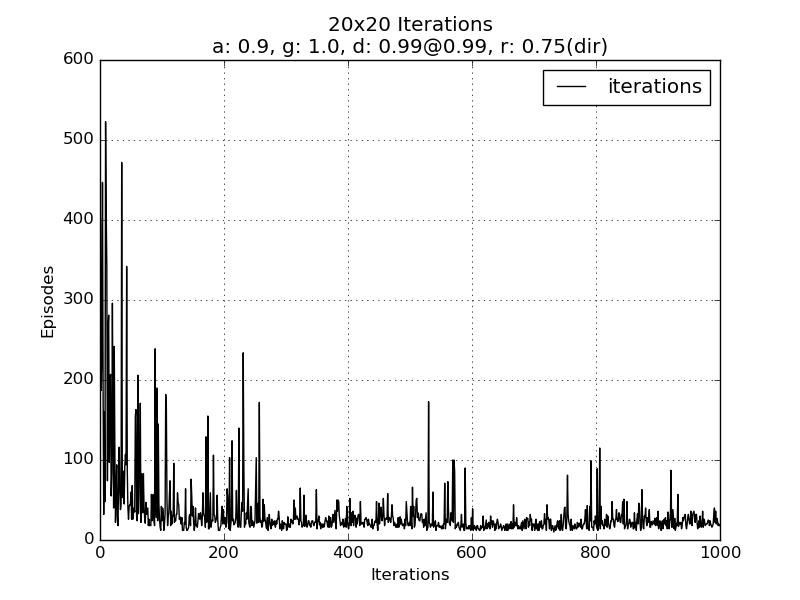 20x20 Iterations
a: 0.9, g: 1.0, d: 0.99@0.99, r: 0.75(dir)
iterations
600
500
400
300
200
100
0
Episodes
0 200 400 600 800 1000
Iterations